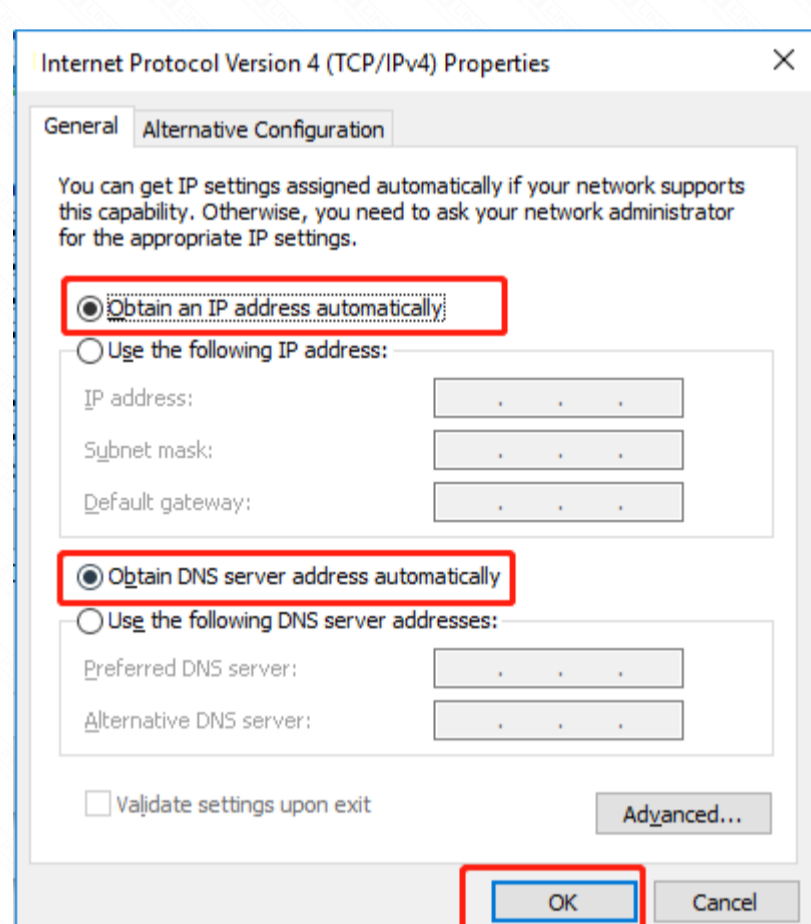 Internet Protocol Version 4 (TCP/IPv4) Properties
General
Alternative Configuration
You can get IP settings assigned automatically if your network supports
this capability. Otherwise, you need to ask your network administrator
for the appropriate IP settings.
Obtain an IP address automatically
Use the following IP address:
IP address:
Subnet mask:
Default gateway:
Obtain DNS server address automatically
Use the following DNS server addresses:
Preferred DNS server:
Alternative DNS server:
Validate settings upon exit
Advanced...
OK
Cancel